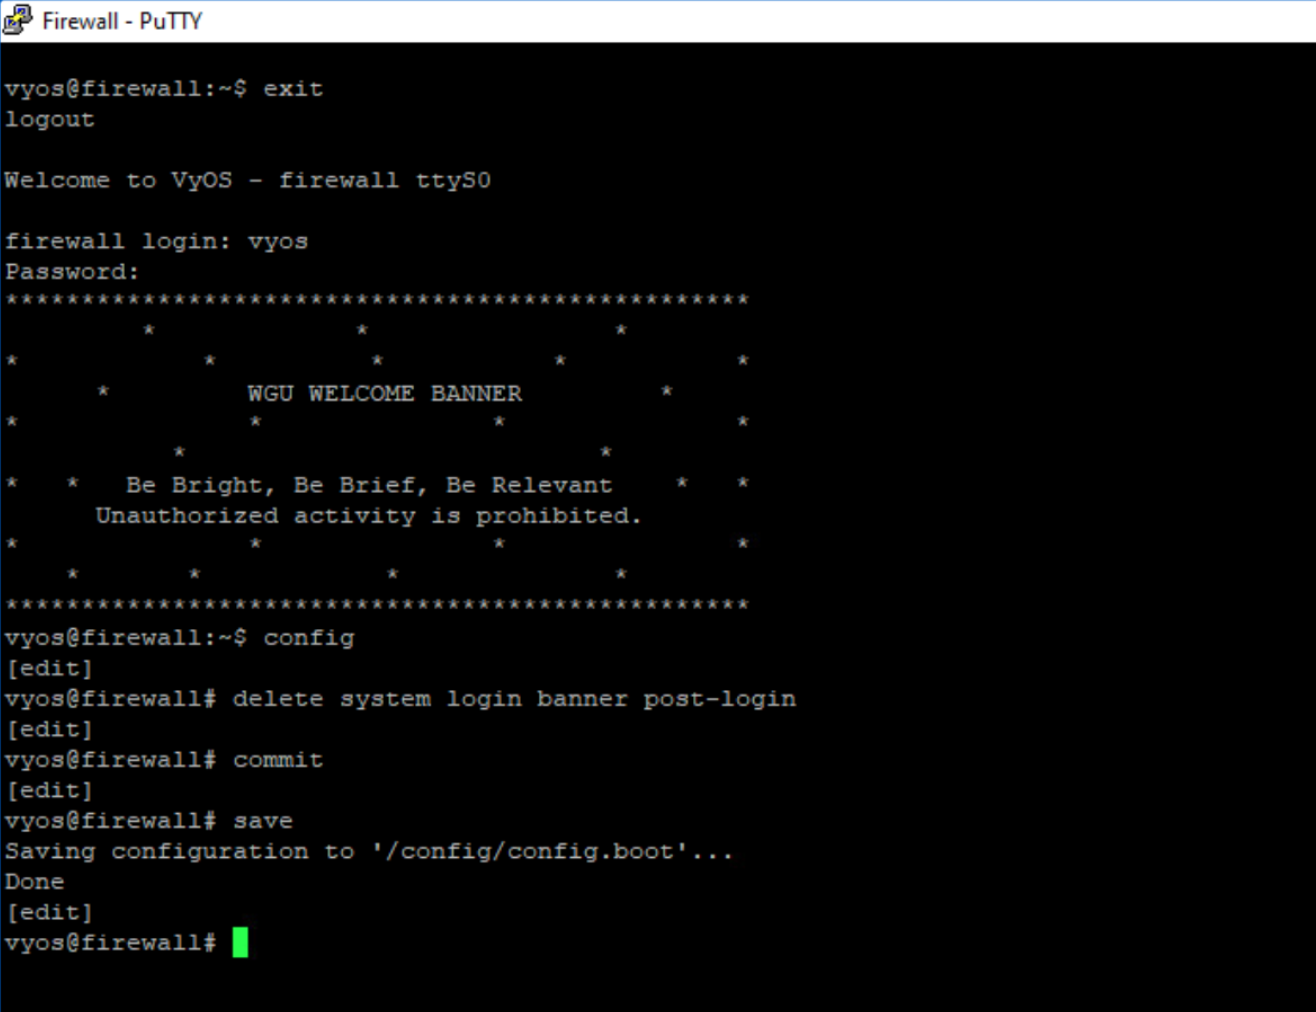 Firewall - PuTTY
vyos@firewall:~$ exit
logout
Welcome to VyOS - firewall ttyS0
firewall login: vyos
Password:
*************************************************
         *             *                *
*            *          *           *           *
      *         WGU WELCOME BANNER         *
*               *               *               *
           *                           *
*   *   Be Bright, Be Brief, Be Relevant    *   *
      Unauthorized activity is prohibited.
*               *               *               *
    *       *            *              *
*************************************************
vyos@firewall:~$ config
[edit]
vyos@firewall# delete system login banner post-login
[edit]
vyos@firewall# commit
[edit]
vyos@firewall# save
Saving configuration to '/config/config.boot'...
Done
[edit]
vyos@firewall#